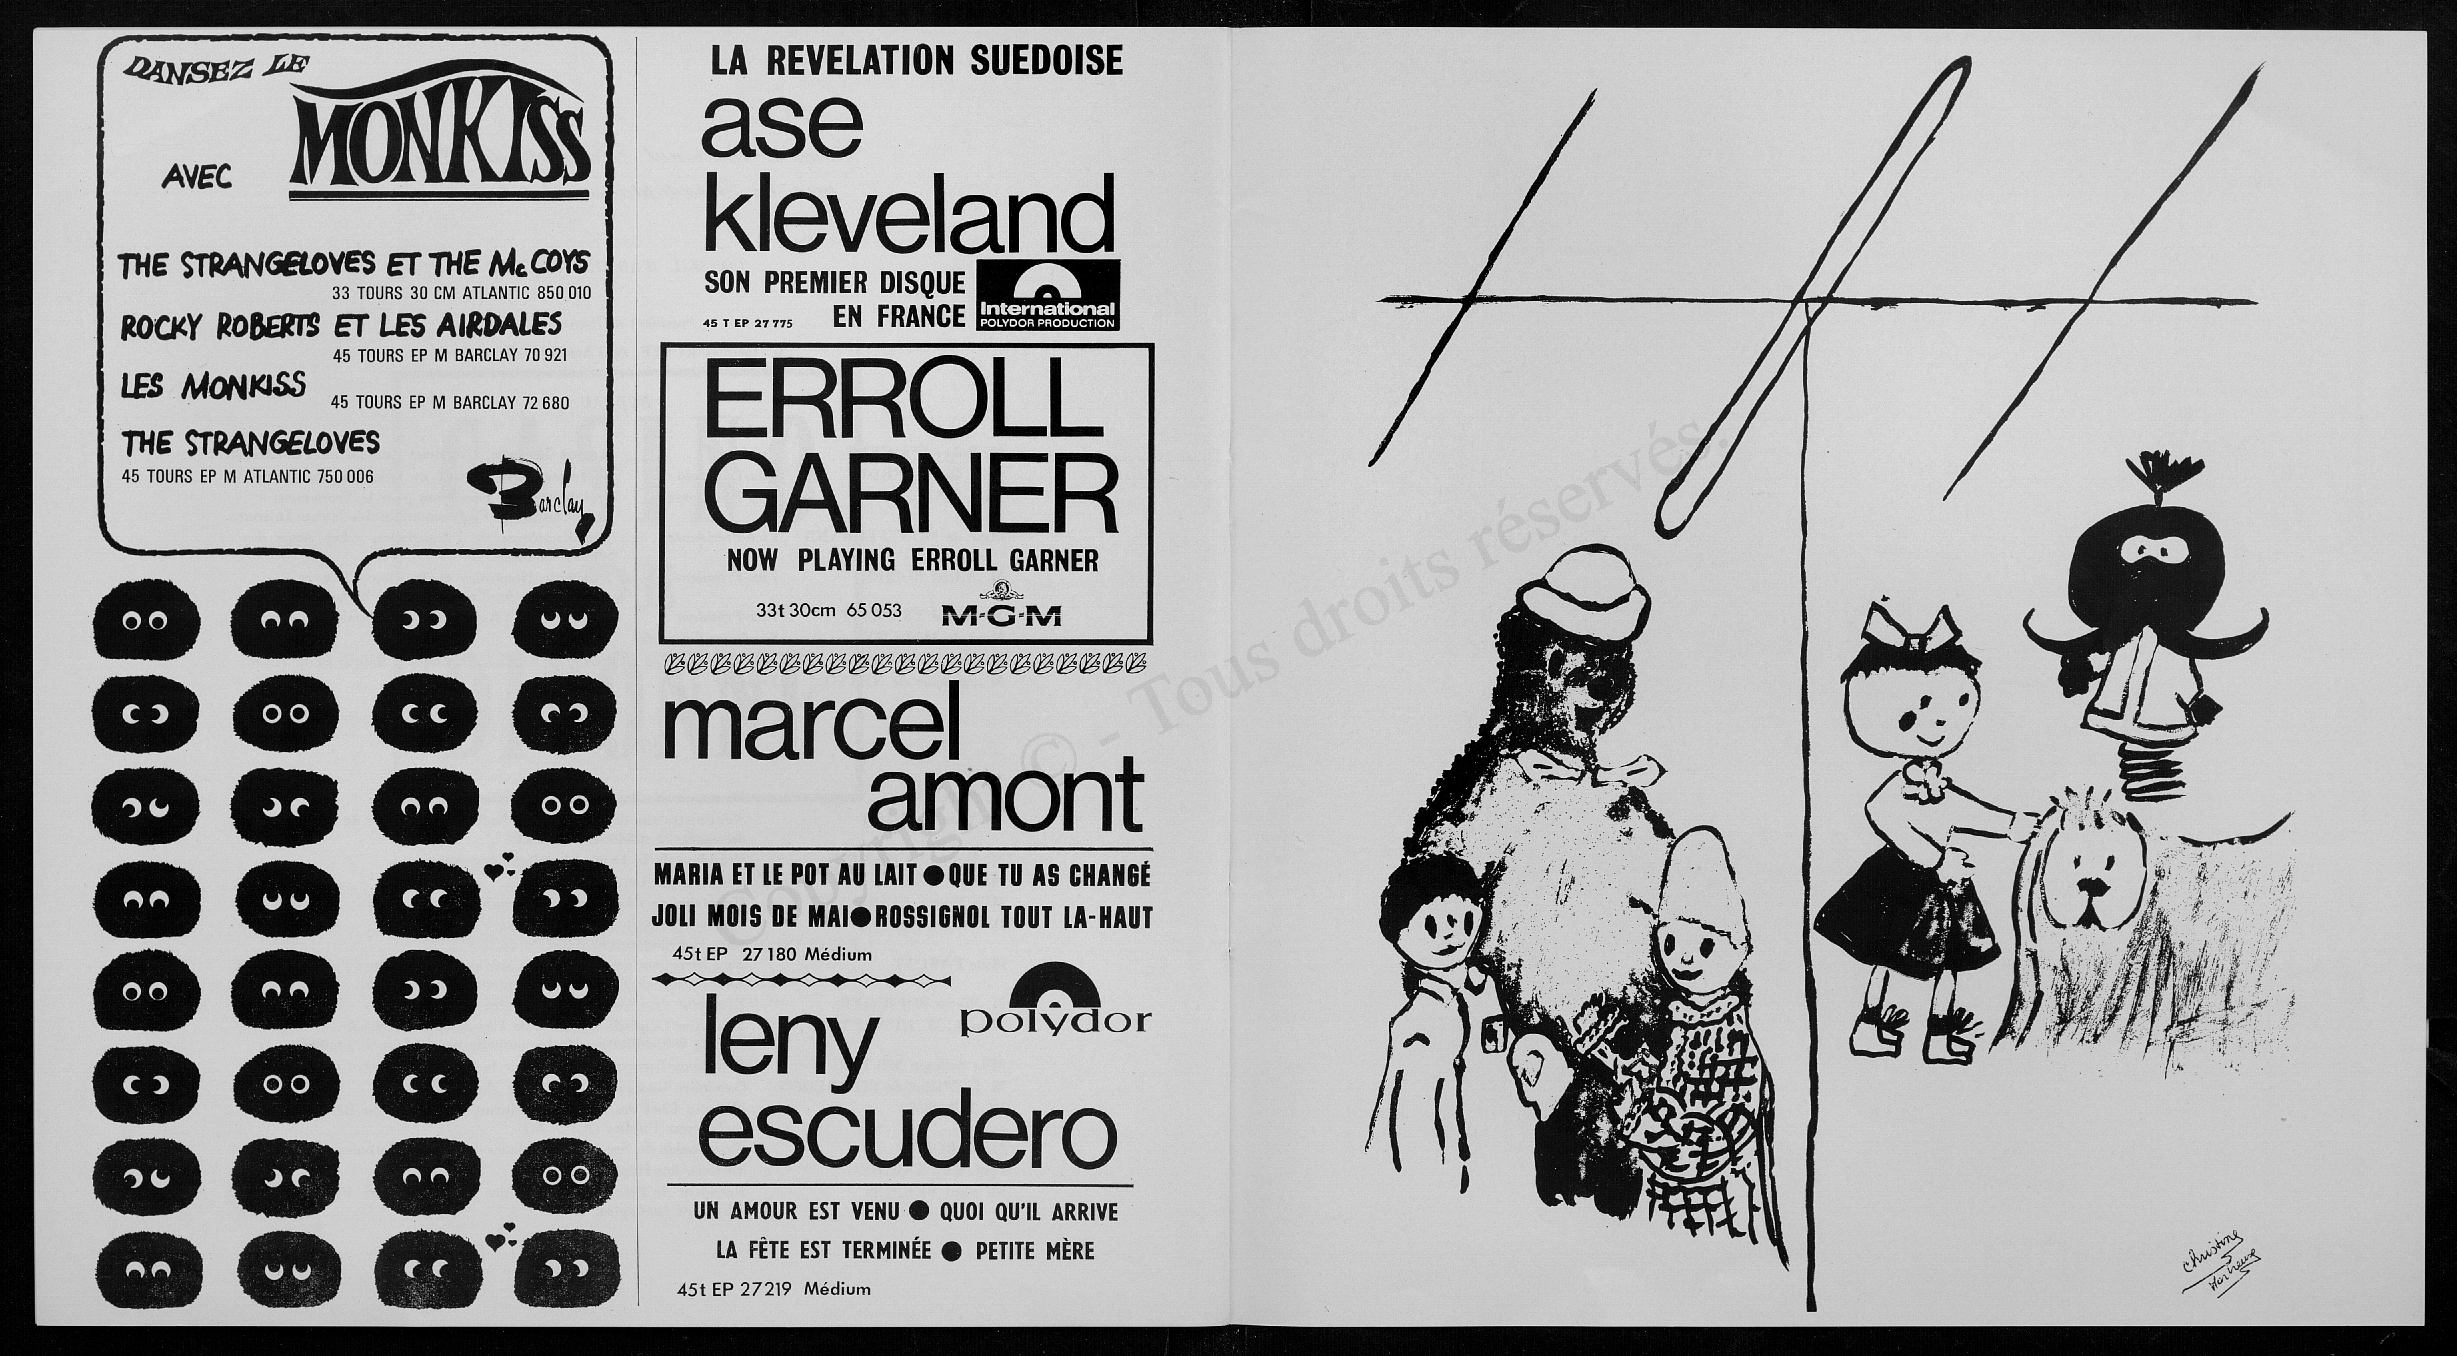 DANSEZ LE
MONKISS
AVEC
THE STRANGELOVES ET THE McCOYS
33 TOURS 30 CM ATLANTIC 850 010
ROCKY ROBERTS ET LES AIRDALES
45 TOURS EP M BARCLAY 70 921
LES MONKISS
45 TOURS EP M BARCLAY 72 680
THE STRANGELOVES
45 TOURS EP M ATLANTIC 750 006
Barclay
LA REVELATION SUEDOISE
ase
kleveland
SON PREMIER DISQUE
EN FRANCE
45 T EP 27 775
International
POLYDOR PRODUCTION
ERROLL
GARNER
NOW PLAYING ERROLL GARNER
33t 30cm 65 053
M-G-M
marcel
amont
MARIA ET LE POT AU LAIT ● QUE TU AS CHANGÉ
JOLI MOIS DE MAI ● ROSSIGNOL TOUT LA-HAUT
45t EP 27 180 Médium
polydor
leny
escudero
UN AMOUR EST VENU ● QUOI QU'IL ARRIVE
LA FÊTE EST TERMINÉE ● PETITE MÈRE
45t EP 27 219 Médium
Copyright © - Tous droits réservés.
christine